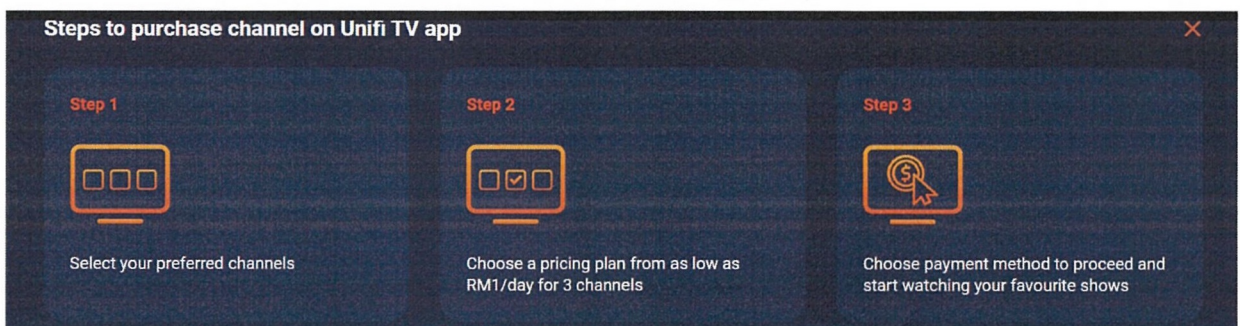 Steps to purchase channel on Unifi TV app
Step 1
Select your preferred channels
Step 2
Choose a pricing plan from as low as
RM1/day for 3 channels
Step 3
Choose payment method to proceed and
start watching your favourite shows